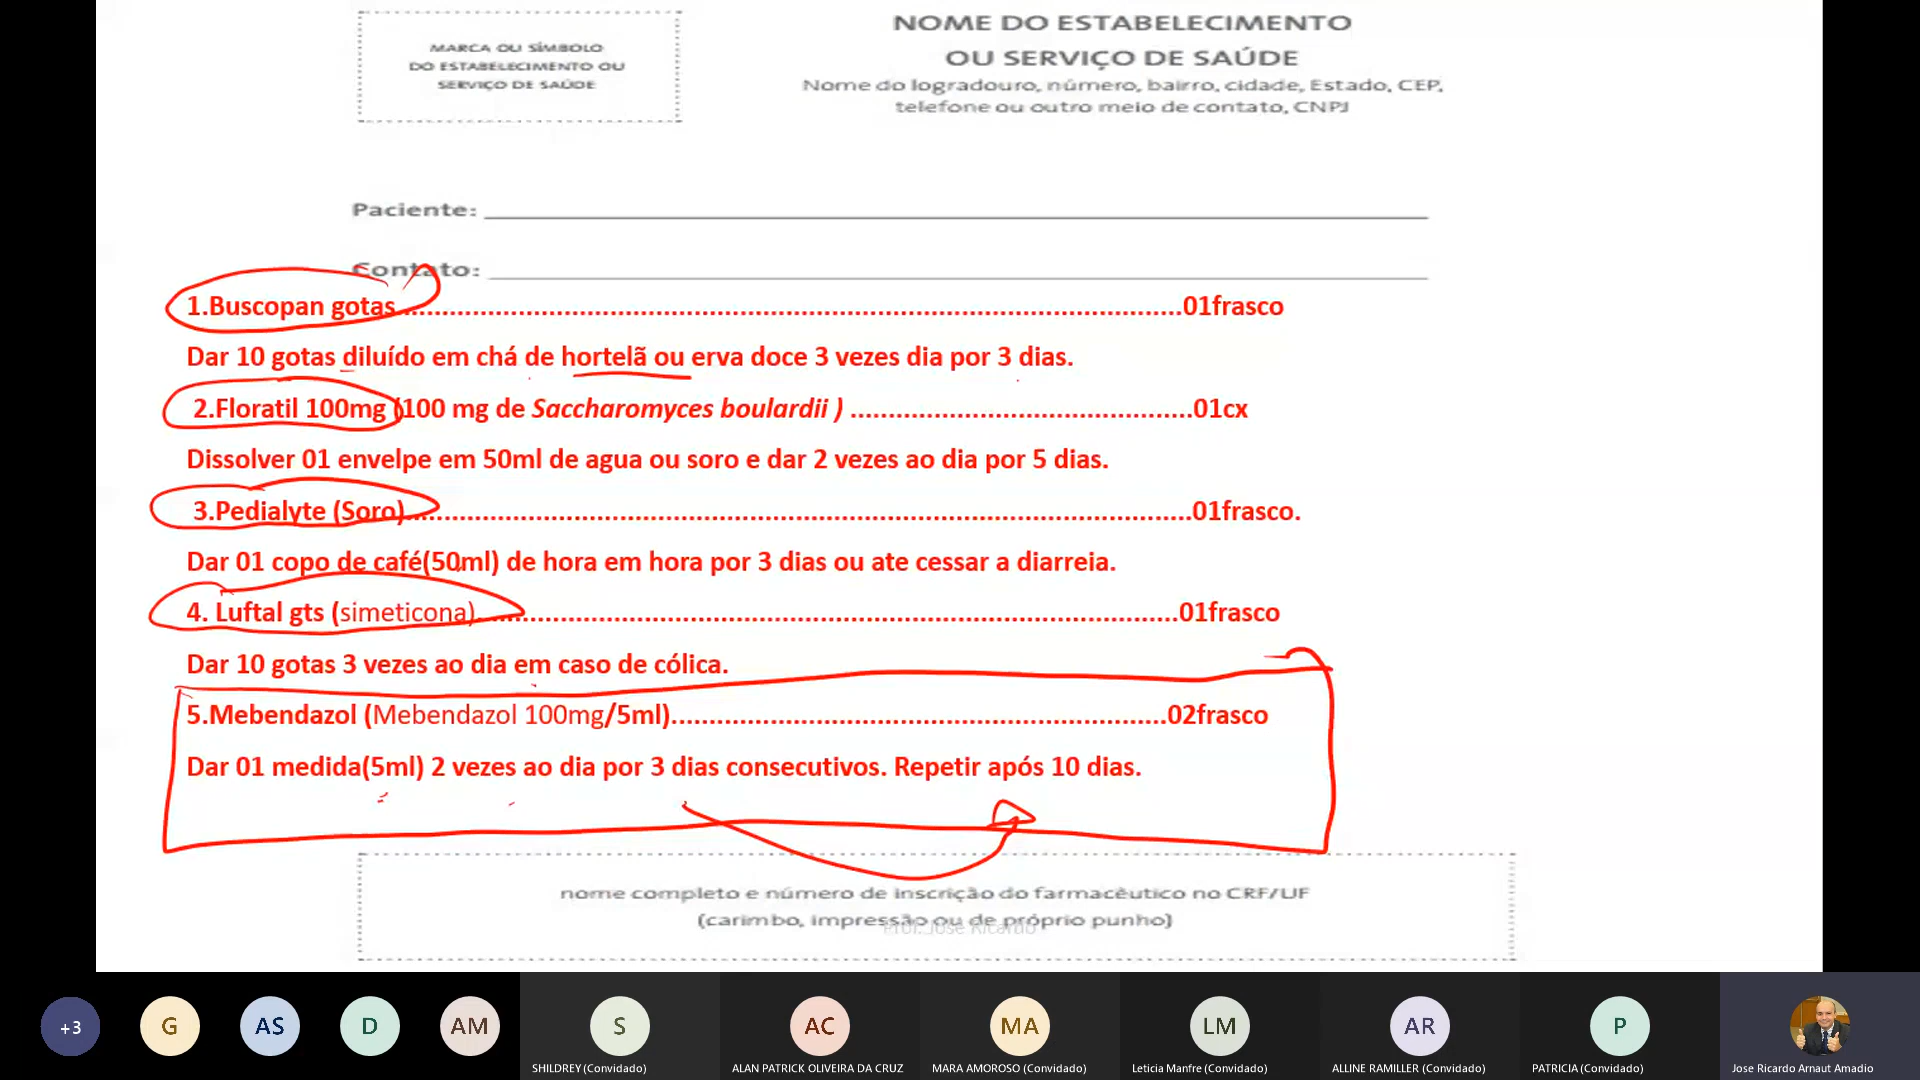 MARCA OU SÍMBOLO
DO ESTABELECIMENTO OU
SERVIÇO DE SAÚDE
NOME DO ESTABELECIMENTO
OU SERVIÇO DE SAÚDE
Nome do logradouro, número, bairro, cidade, Estado, CEP,
telefone ou outro meio de contato, CNPJ
Paciente:
Contato:
1.Buscopan gotas..........................................................................................01frasco
Dar 10 gotas diluído em chá de hortelã ou erva doce 3 vezes dia por 3 dias.
2.Floratil 100mg (100 mg de Saccharomyces boulardii ) ........................................01cx
Dissolver 01 envelpe em 50ml de agua ou soro e dar 2 vezes ao dia por 5 dias.
3.Pedialyte (Soro)..........................................................................................01frasco.
Dar 01 copo de café(50ml) de hora em hora por 3 dias ou ate cessar a diarreia.
4. Luftal gts (simeticona)................................................................................01frasco
Dar 10 gotas 3 vezes ao dia em caso de cólica.
5.Mebendazol (Mebendazol 100mg/5ml).........................................................02frasco
Dar 01 medida(5ml) 2 vezes ao dia por 3 dias consecutivos. Repetir após 10 dias.
nome completo e número de inscrição do farmacêutico no CRF/UF
(carimbo, impressão ou de próprio punho)
Prof. Jose Ricardo
+3
G
AS
D
AM
S
AC
MA
LM
AR
P
SHILDREY (Convidado)
ALAN PATRICK OLIVEIRA DA CRUZ
MARA AMOROSO (Convidado)
Leticia Manfre (Convidado)
ALLINE RAMILLER (Convidado)
PATRICIA (Convidado)
Jose Ricardo Arnaut Amadio